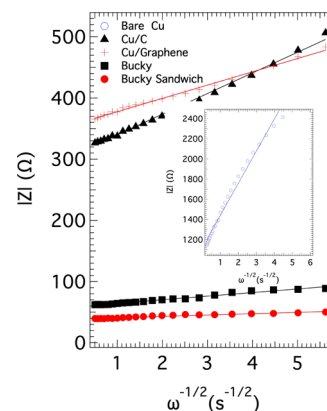 500
400
300
200
100
0
|Z| (Ω)
Bare Cu
Cu/C
Cu/Graphene
Bucky
Bucky Sandwich
2400
2200
2000
1800
1600
1400
1200
|Z| (Ω)
1 2 3 4 5 6
ω-1/2(s-1/2)
1 2 3 4 5
ω-1/2(s-1/2)